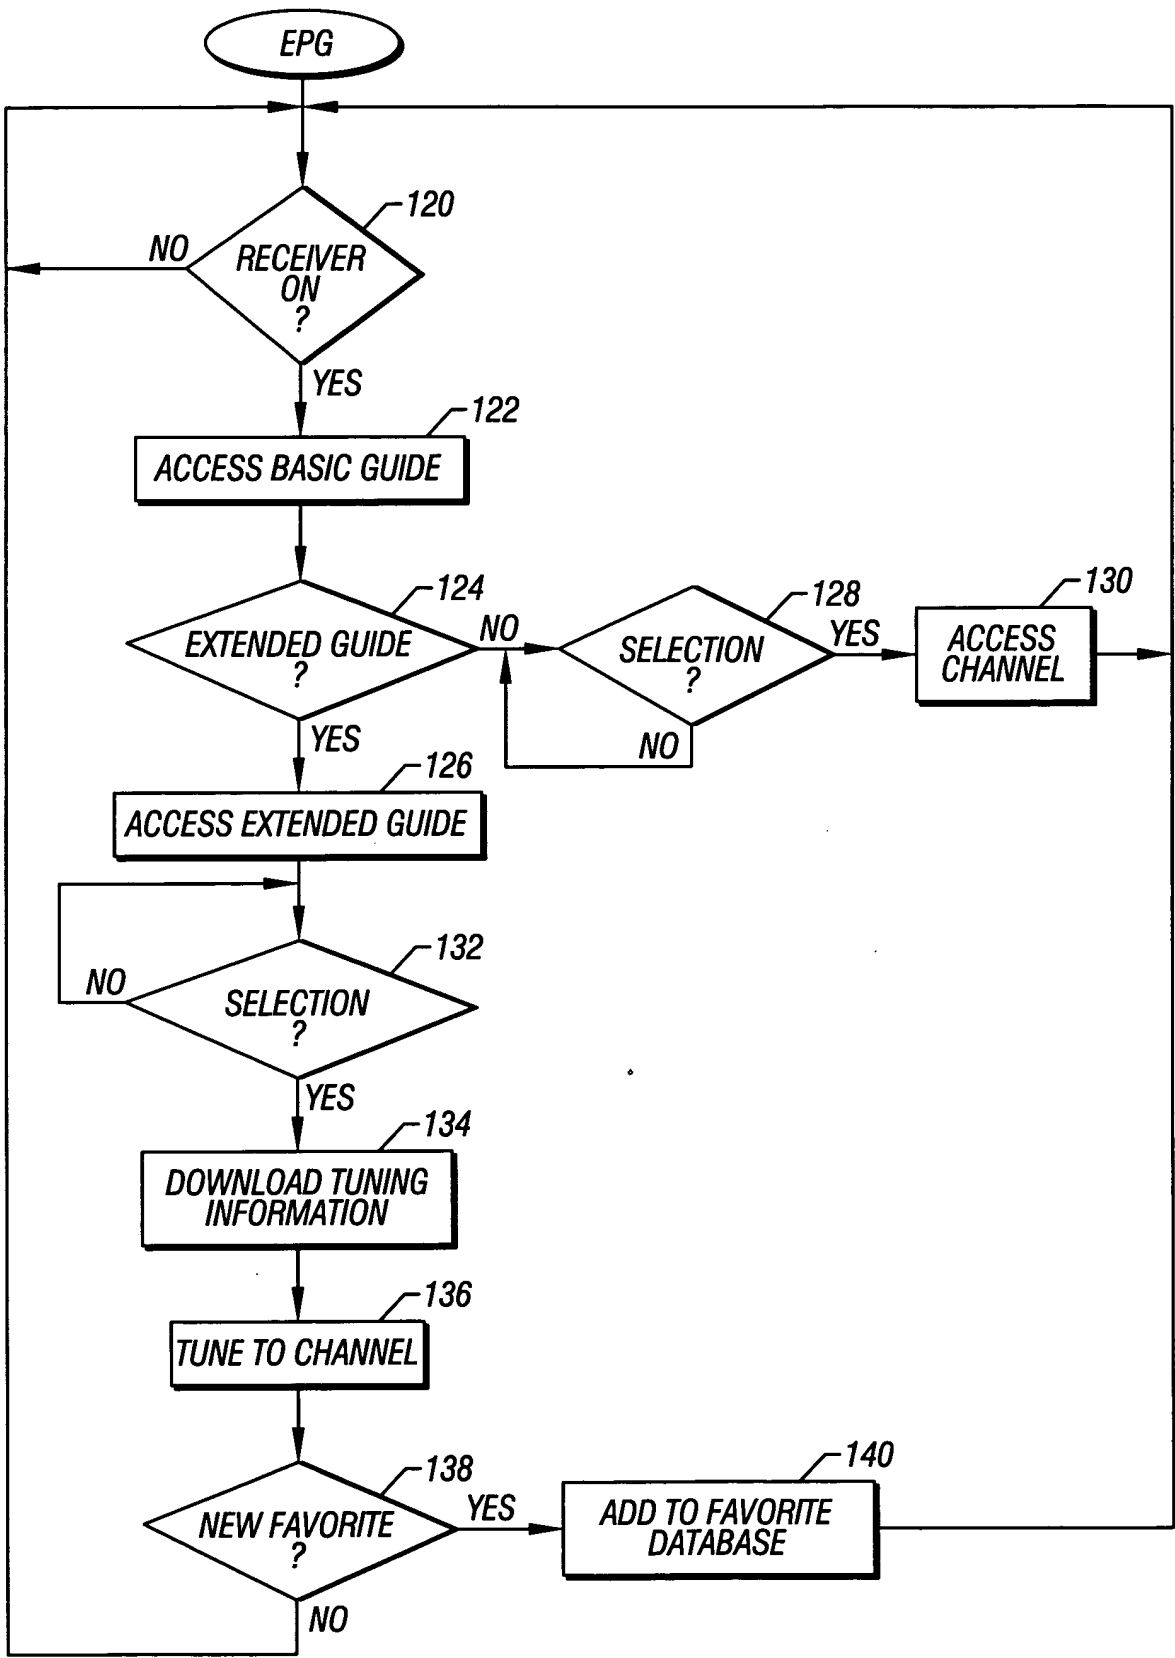 EPG
120
NO
RECEIVER
ON
?
YES
122
ACCESS BASIC GUIDE
124
EXTENDED GUIDE
?
NO
128
SELECTION
?
YES
130
ACCESS
CHANNEL
NO
YES
126
ACCESS EXTENDED GUIDE
132
NO
SELECTION
?
YES
134
DOWNLOAD TUNING
INFORMATION
136
TUNE TO CHANNEL
138
NEW FAVORITE
?
YES
140
ADD TO FAVORITE
DATABASE
NO